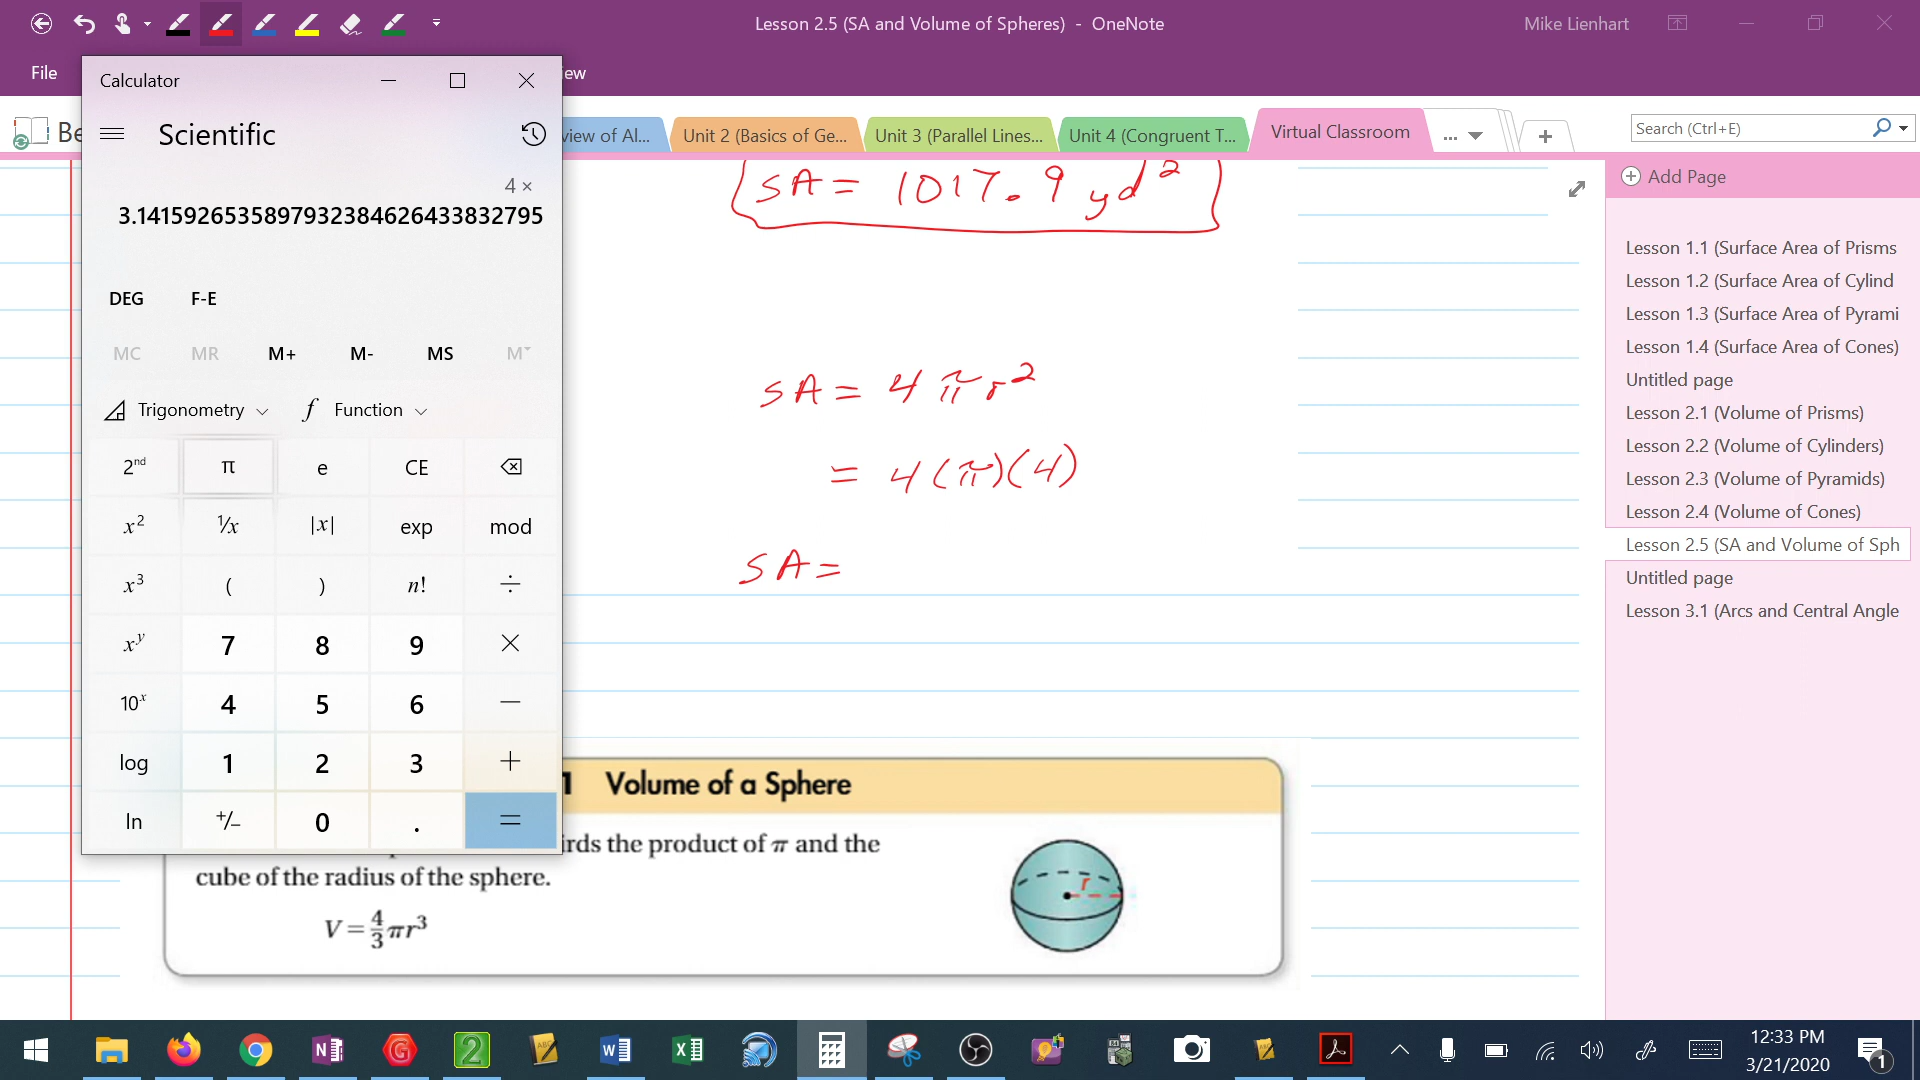 Lesson 2.5 (SA and Volume of Spheres) - OneNote
Mike Lienhart
File
ew
Calculator
Scientific
4 ×
3.1415926535897932384626433832795
DEG F-E
MC MR M+ M- MS M
Trigonometry f Function
2nd π e CE
x² ¹/x |x| exp mod
x³ ( ) n! ÷
xʸ 7 8 9 ×
10ˣ 4 5 6 −
log 1 2 3 +
ln +/− 0 . =
Be
view of Al...
Unit 2 (Basics of Ge...
Unit 3 (Parallel Lines...
Unit 4 (Congruent T...
Virtual Classroom
...
+
Search (Ctrl+E)
SA = 1017.9 yd²
SA = 4πr²
= 4(π)(4)
SA =
1 Volume of a Sphere
irds the product of π and the
cube of the radius of the sphere.
V = 4/3 πr³
r
Add Page
Lesson 1.1 (Surface Area of Prisms
Lesson 1.2 (Surface Area of Cylind
Lesson 1.3 (Surface Area of Pyrami
Lesson 1.4 (Surface Area of Cones)
Untitled page
Lesson 2.1 (Volume of Prisms)
Lesson 2.2 (Volume of Cylinders)
Lesson 2.3 (Volume of Pyramids)
Lesson 2.4 (Volume of Cones)
Lesson 2.5 (SA and Volume of Sph
Untitled page
Lesson 3.1 (Arcs and Central Angle
12:33 PM
3/21/2020
1